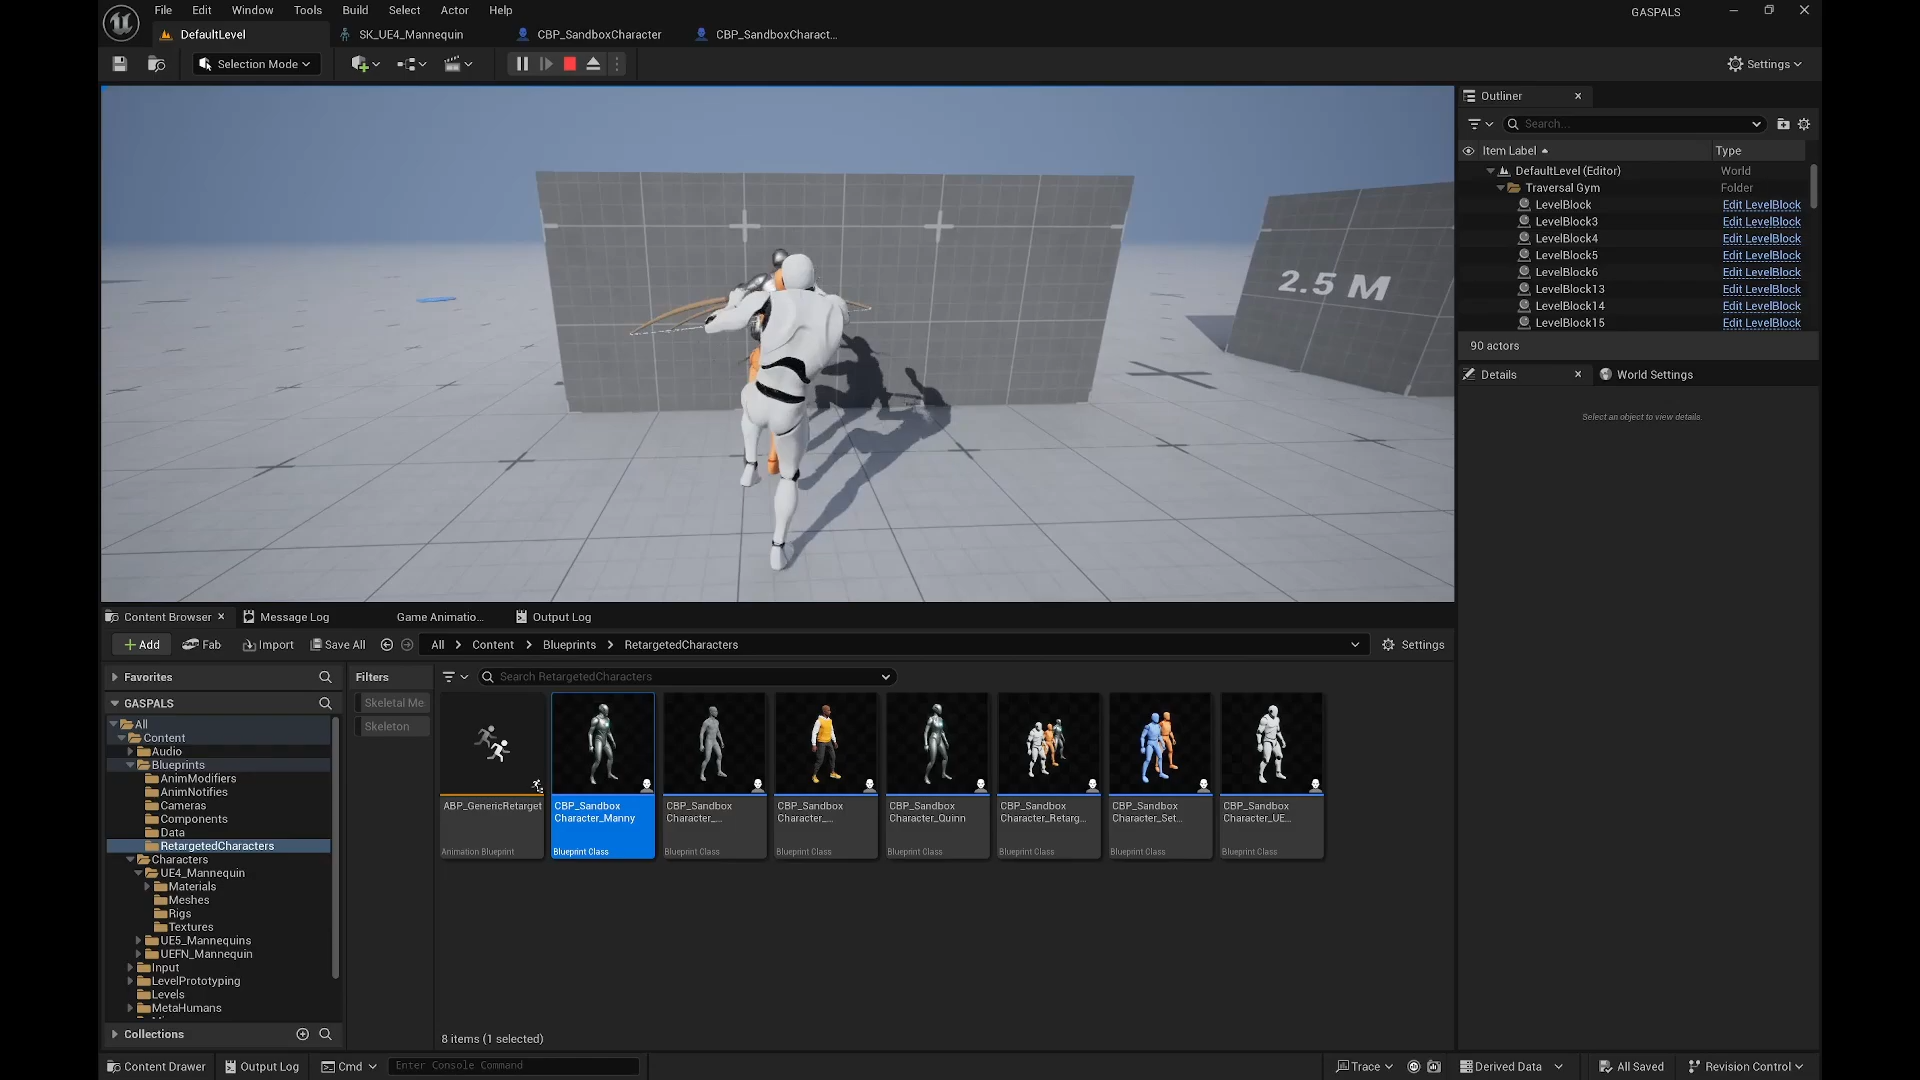 File Edit Window Tools Build Select Actor Help
GASPALS
DefaultLevel
SK_UE4_Mannequin
CBP_SandboxCharacter
CBP_SandboxCharact...
Selection Mode
Settings
2.5 M
Outliner
Search...
Item Label Type
DefaultLevel (Editor) World
Traversal Gym Folder
LevelBlock Edit LevelBlock
LevelBlock3 Edit LevelBlock
LevelBlock4 Edit LevelBlock
LevelBlock5 Edit LevelBlock
LevelBlock6 Edit LevelBlock
LevelBlock13 Edit LevelBlock
LevelBlock14 Edit LevelBlock
LevelBlock15 Edit LevelBlock
90 actors
Details
World Settings
Select an object to view details.
Content Browser
Message Log
Game Animatio...
Output Log
Add
Fab
Import
Save All
All > Content > Blueprints > RetargetedCharacters
Settings
Favorites
GASPALS
All
Content
Audio
Blueprints
AnimModifiers
AnimNotifies
Cameras
Components
Data
RetargetedCharacters
Characters
UE4_Mannequin
Materials
Meshes
Rigs
Textures
UE5_Mannequins
UEFN_Mannequin
Input
LevelPrototyping
Levels
MetaHumans
Collections
Filters
Skeletal Me
Skeleton
Search RetargetedCharacters
ABP_GenericRetarget
Animation Blueprint
CBP_Sandbox
Character_Manny
Blueprint Class
CBP_Sandbox
Character_...
Blueprint Class
CBP_Sandbox
Character_...
Blueprint Class
CBP_Sandbox
Character_Quinn
Blueprint Class
CBP_Sandbox
Character_Retarg...
Blueprint Class
CBP_Sandbox
Character_Set...
Blueprint Class
CBP_Sandbox
Character_UE...
Blueprint Class
8 items (1 selected)
Content Drawer
Output Log
Cmd
Enter Console Command
Trace
Derived Data
All Saved
Revision Control